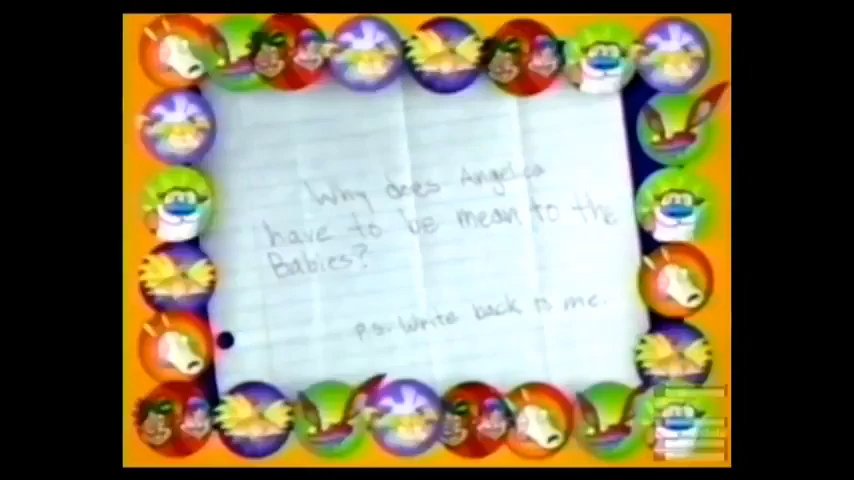 Why does Angelica
have to be mean to the
Babies?
P.S. Write back to me.